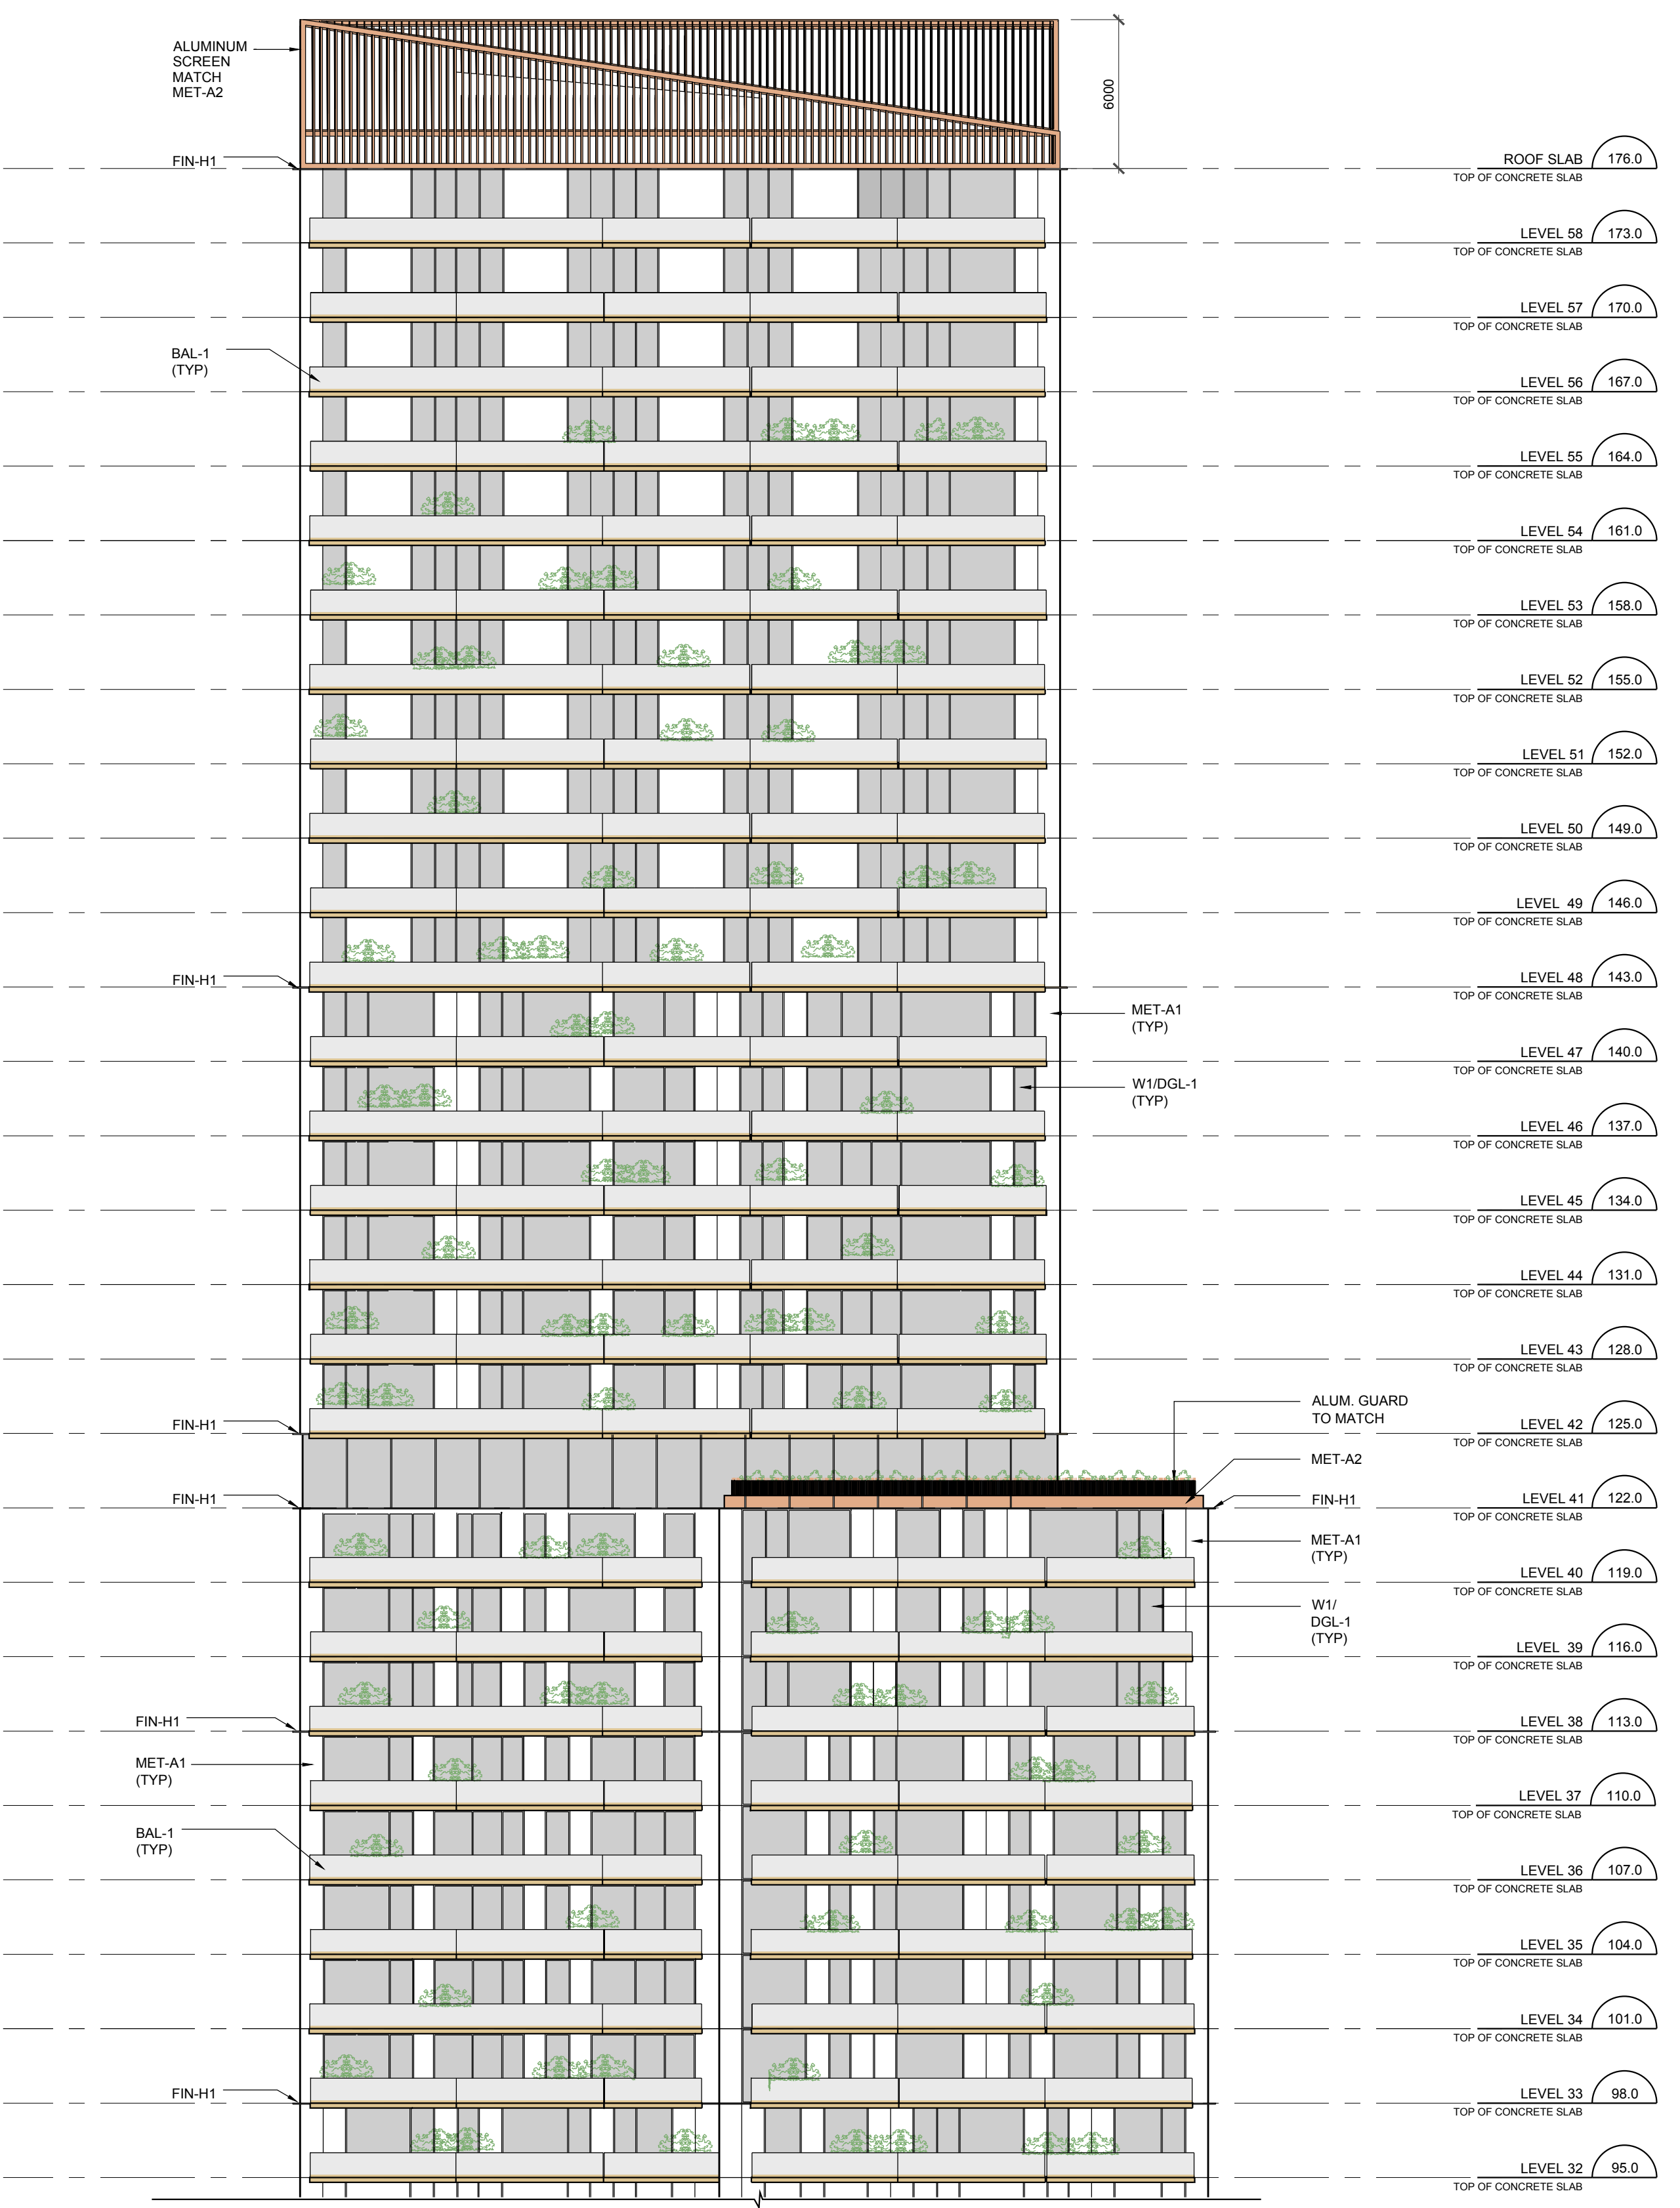 ALUMINUM
SCREEN
MATCH
MET-A2
6000
FIN-H1
ROOF SLAB 176.0
TOP OF CONCRETE SLAB
LEVEL 58 173.0
TOP OF CONCRETE SLAB
LEVEL 57 170.0
TOP OF CONCRETE SLAB
BAL-1
(TYP)
LEVEL 56 167.0
TOP OF CONCRETE SLAB
LEVEL 55 164.0
TOP OF CONCRETE SLAB
LEVEL 54 161.0
TOP OF CONCRETE SLAB
LEVEL 53 158.0
TOP OF CONCRETE SLAB
LEVEL 52 155.0
TOP OF CONCRETE SLAB
LEVEL 51 152.0
TOP OF CONCRETE SLAB
LEVEL 50 149.0
TOP OF CONCRETE SLAB
LEVEL 49 146.0
TOP OF CONCRETE SLAB
FIN-H1
LEVEL 48 143.0
TOP OF CONCRETE SLAB
MET-A1
(TYP)
LEVEL 47 140.0
TOP OF CONCRETE SLAB
W1/DGL-1
(TYP)
LEVEL 46 137.0
TOP OF CONCRETE SLAB
LEVEL 45 134.0
TOP OF CONCRETE SLAB
LEVEL 44 131.0
TOP OF CONCRETE SLAB
LEVEL 43 128.0
TOP OF CONCRETE SLAB
ALUM. GUARD
TO MATCH
FIN-H1
LEVEL 42 125.0
TOP OF CONCRETE SLAB
MET-A2
FIN-H1
FIN-H1
LEVEL 41 122.0
TOP OF CONCRETE SLAB
MET-A1
(TYP)
LEVEL 40 119.0
TOP OF CONCRETE SLAB
W1/
DGL-1
(TYP)
LEVEL 39 116.0
TOP OF CONCRETE SLAB
FIN-H1
LEVEL 38 113.0
TOP OF CONCRETE SLAB
MET-A1
(TYP)
LEVEL 37 110.0
TOP OF CONCRETE SLAB
BAL-1
(TYP)
LEVEL 36 107.0
TOP OF CONCRETE SLAB
LEVEL 35 104.0
TOP OF CONCRETE SLAB
LEVEL 34 101.0
TOP OF CONCRETE SLAB
FIN-H1
LEVEL 33 98.0
TOP OF CONCRETE SLAB
LEVEL 32 95.0
TOP OF CONCRETE SLAB